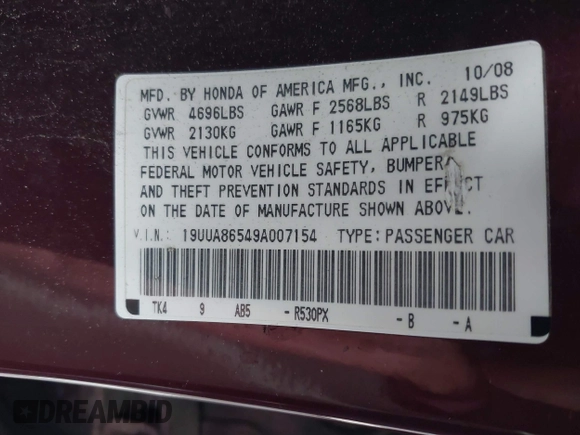 MFD. BY HONDA OF AMERICA MFG., INC. 10/08
GVWR 4696LBS GAWR F 2568LBS R 2149LBS
GVWR 2130KG GAWR F 1165KG R 975KG
THIS VEHICLE CONFORMS TO ALL APPLICABLE
FEDERAL MOTOR VEHICLE SAFETY, BUMPER,
AND THEFT PREVENTION STANDARDS IN EFFECT
ON THE DATE OF MANUFACTURE SHOWN ABOVE.
V.I.N.: 19UUA86549A007154 TYPE: PASSENGER CAR
TK4 9 AB5 - R530PX - B - A
DREAMBID